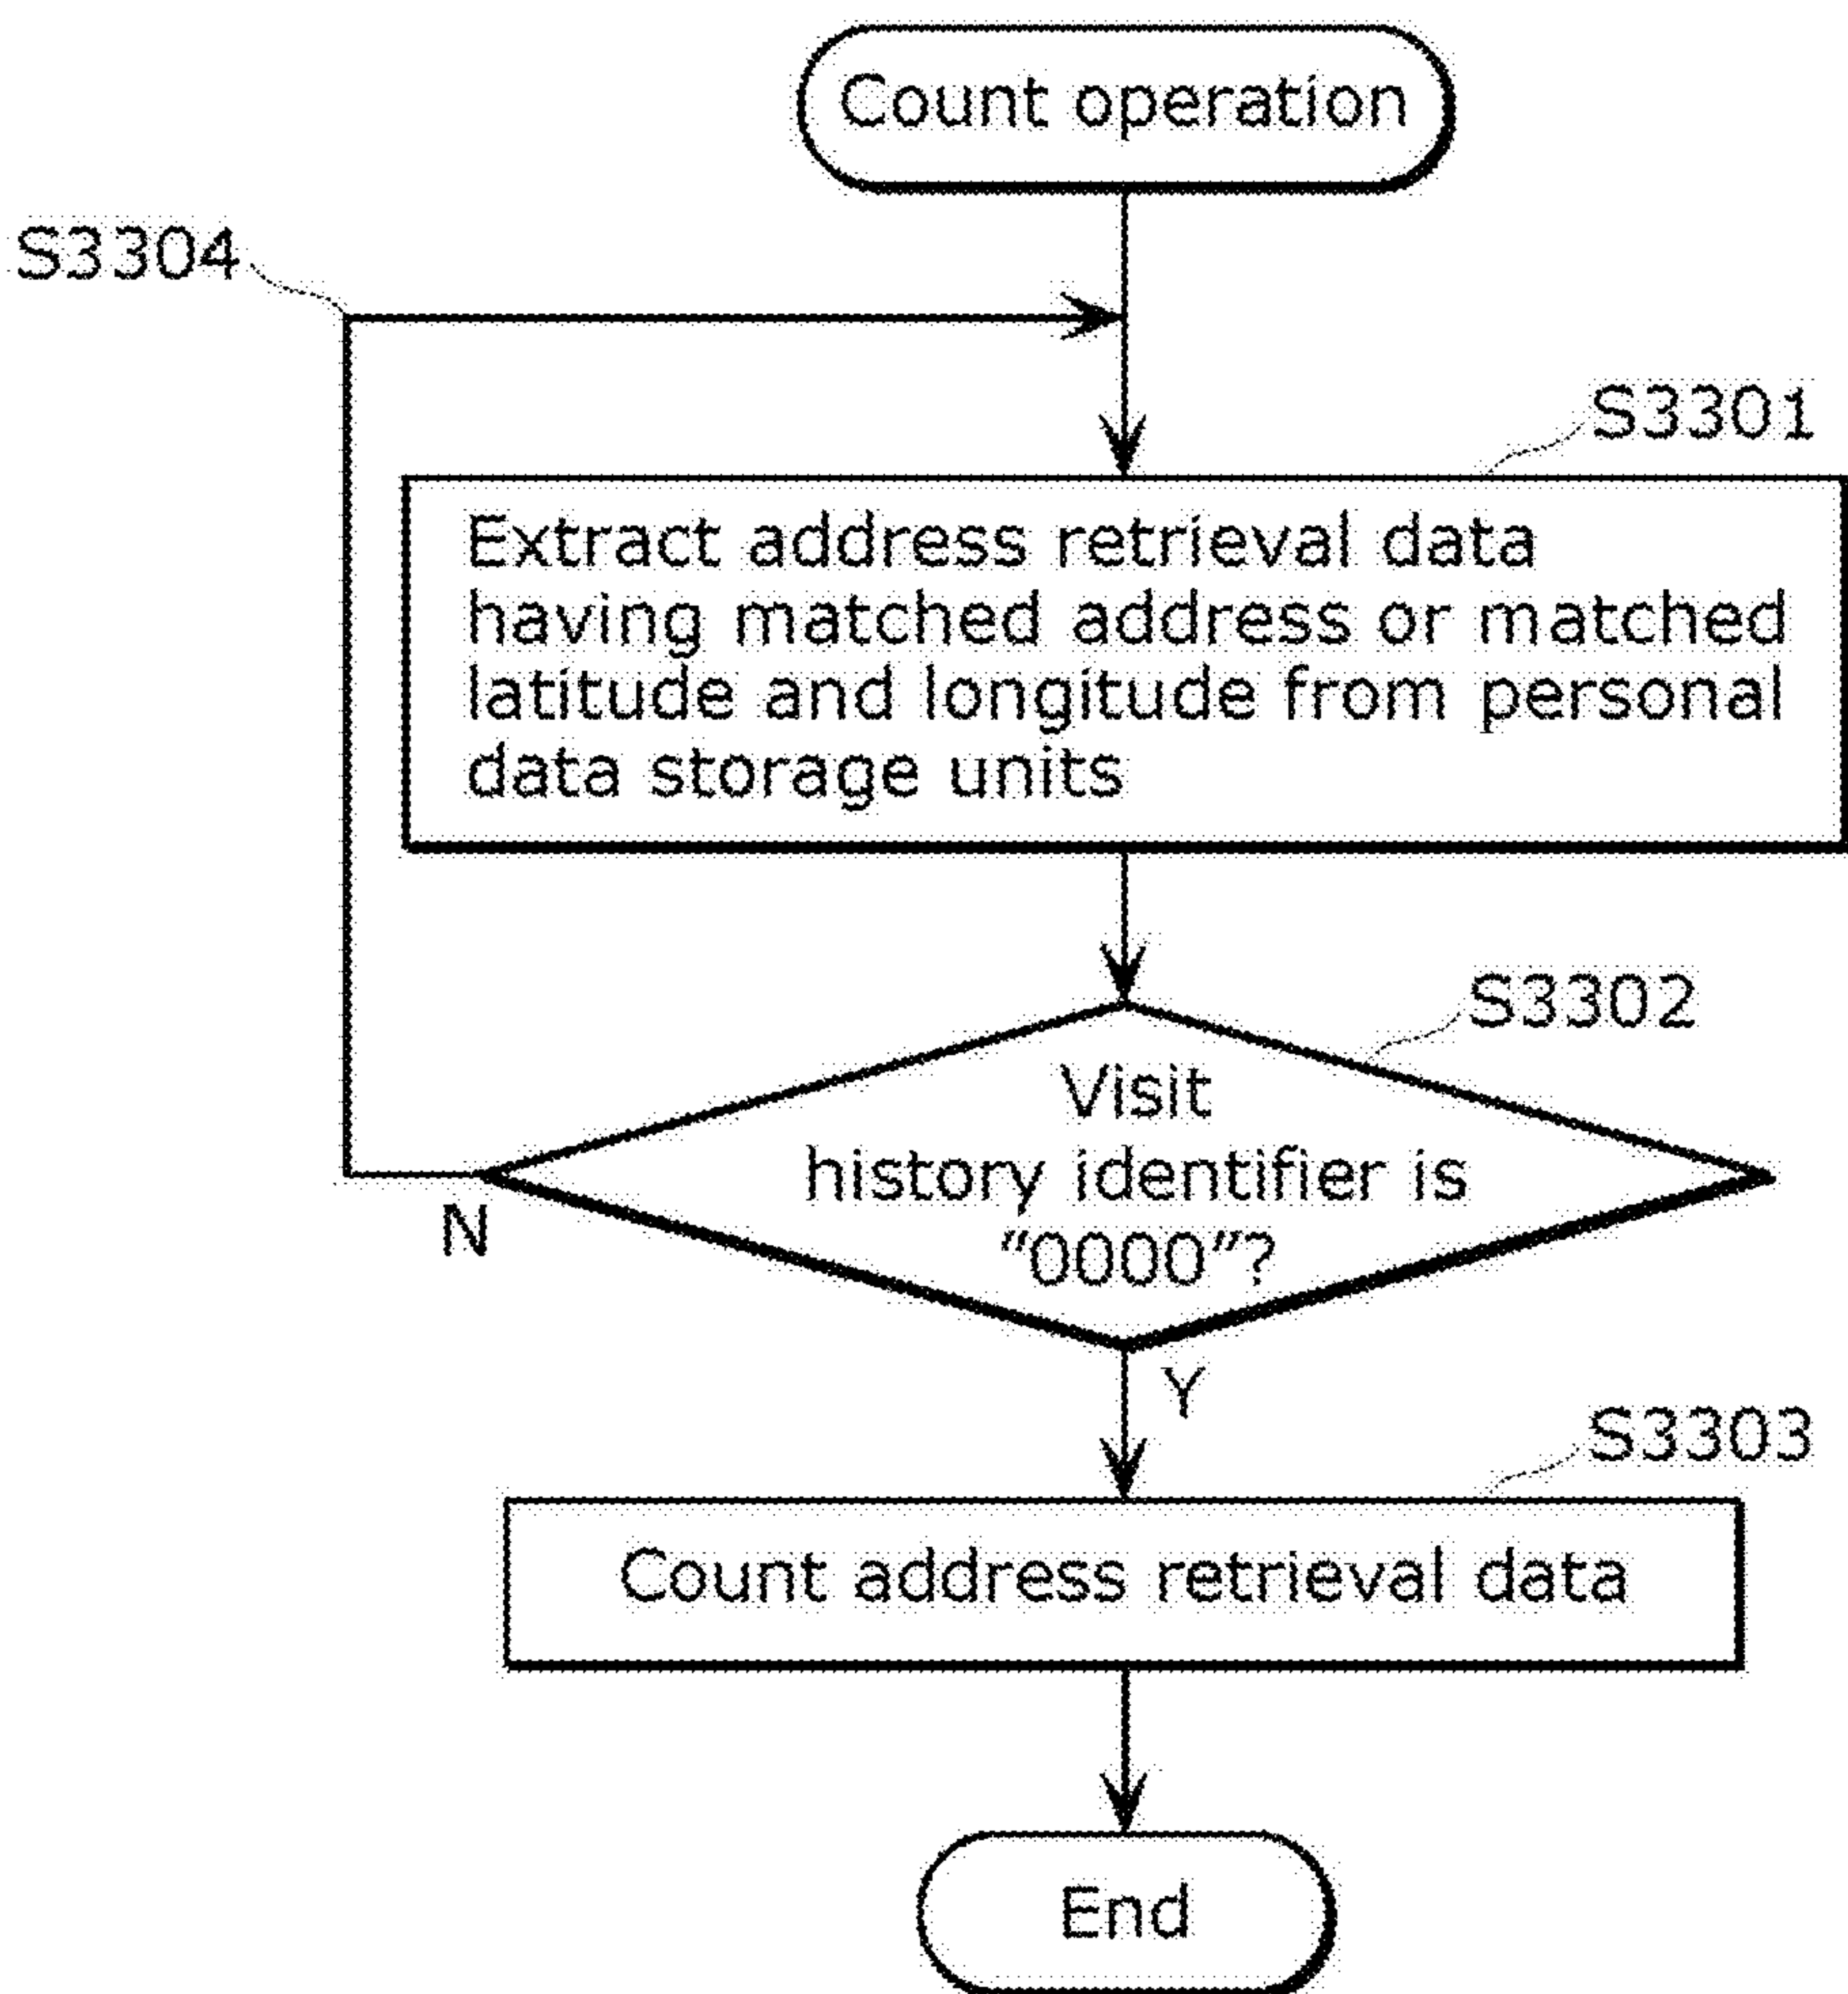 Count operation
S3304
S3301
Extract address retrieval data
having matched address or matched
latitude and longitude from personal
data storage units
S3302
Visit
history identifier is
“0000”?
N
Y
S3303
Count address retrieval data
End